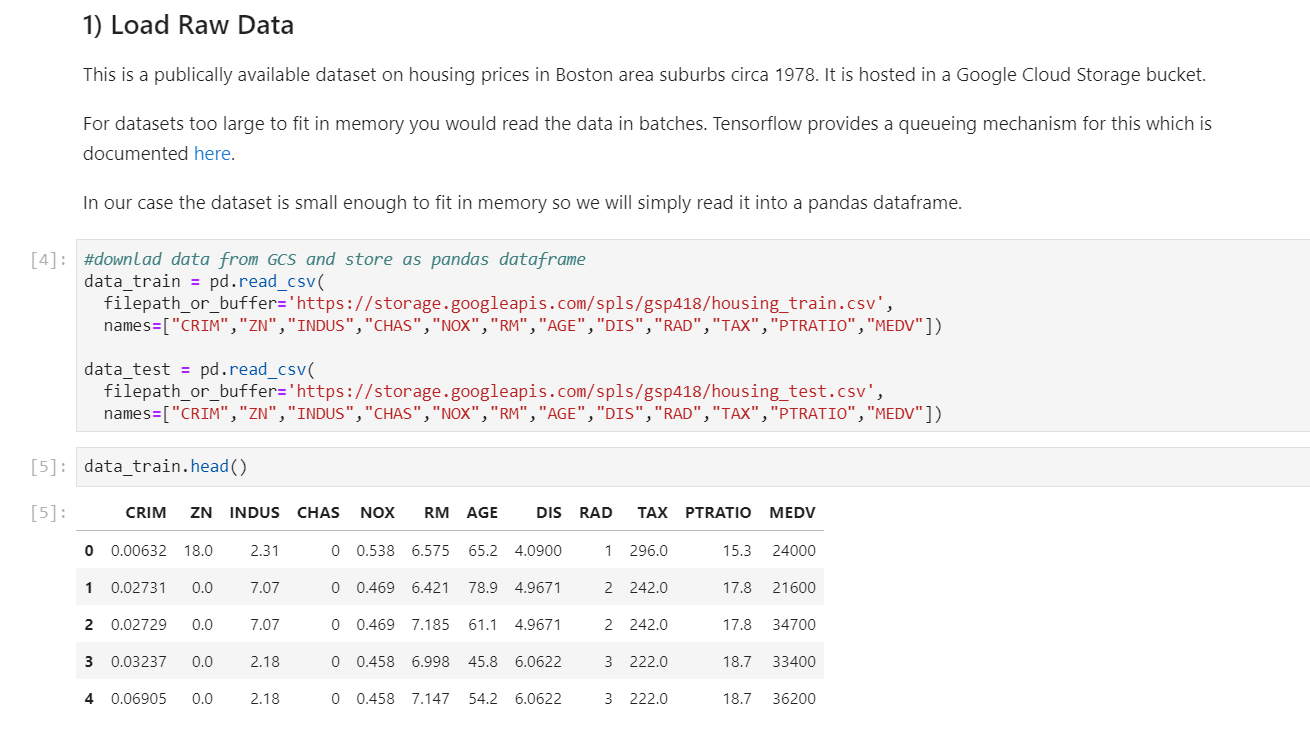 1) Load Raw Data
This is a publically available dataset on housing prices in Boston area suburbs circa 1978. It is hosted in a Google Cloud Storage bucket.
For datasets too large to fit in memory you would read the data in batches. Tensorflow provides a queueing mechanism for this which is
documented here.
In our case the dataset is small enough to fit in memory so we will simply read it into a pandas dataframe.
[4]: #downlad data from GCS and store as pandas dataframe
data_train = pd.read_csv(
  filepath_or_buffer='https://storage.googleapis.com/spls/gsp418/housing_train.csv',
  names=["CRIM","ZN","INDUS","CHAS","NOX","RM","AGE","DIS","RAD","TAX","PTRATIO","MEDV"])
data_test = pd.read_csv(
  filepath_or_buffer='https://storage.googleapis.com/spls/gsp418/housing_test.csv',
  names=["CRIM","ZN","INDUS","CHAS","NOX","RM","AGE","DIS","RAD","TAX","PTRATIO","MEDV"])
[5]: data_train.head()
[5]: CRIM ZN INDUS CHAS NOX RM AGE DIS RAD TAX PTRATIO MEDV
0 0.00632 18.0 2.31 0 0.538 6.575 65.2 4.0900 1 296.0 15.3 24000
1 0.02731 0.0 7.07 0 0.469 6.421 78.9 4.9671 2 242.0 17.8 21600
2 0.02729 0.0 7.07 0 0.469 7.185 61.1 4.9671 2 242.0 17.8 34700
3 0.03237 0.0 2.18 0 0.458 6.998 45.8 6.0622 3 222.0 18.7 33400
4 0.06905 0.0 2.18 0 0.458 7.147 54.2 6.0622 3 222.0 18.7 36200